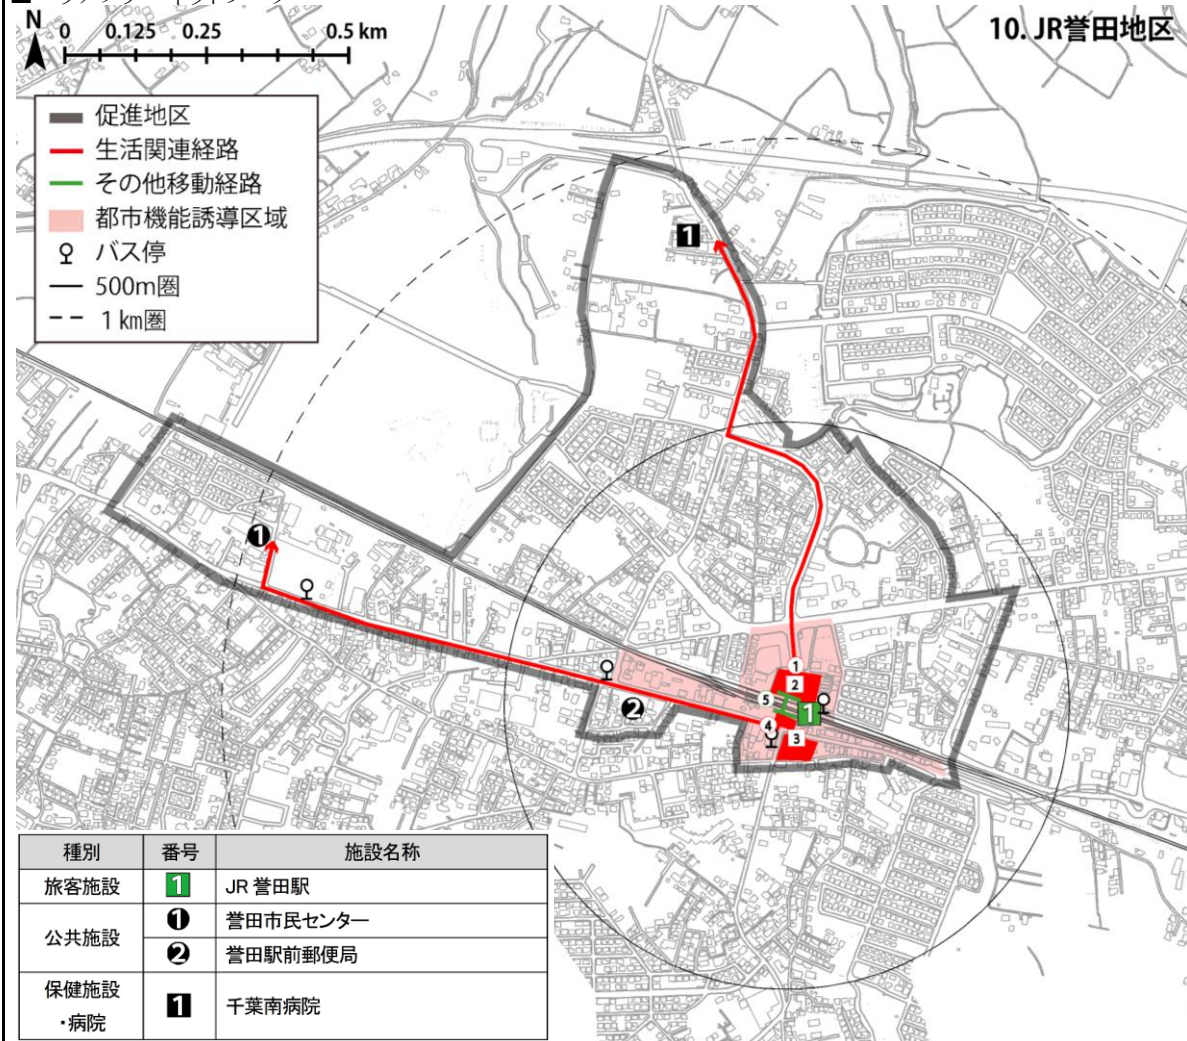 N
0 0.125 0.25 0.5 km
10. JR誉田地区
促進地区
生活関連経路
その他移動経路
都市機能誘導区域
バス停
500m圏
1km圏
1
1
2
1
2
5
1
4
3
種別 番号 施設名称
旅客施設 1 JR 誉田駅
公共施設 1 誉田市民センター
2 誉田駅前郵便局
保健施設
・病院 1 千葉南病院